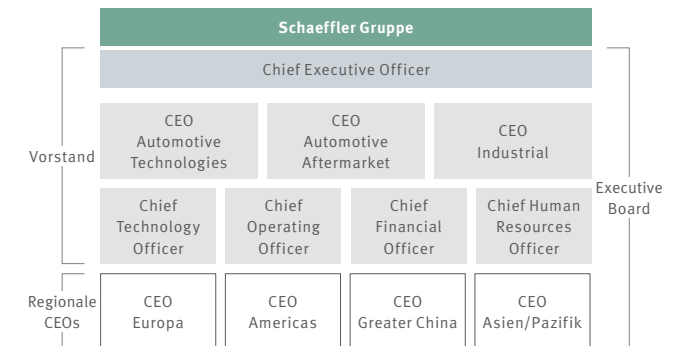 Schaeffler Gruppe
Chief Executive Officer
Vorstand
CEO
Automotive
Technologies
CEO
Automotive
Aftermarket
CEO
Industrial
Chief
Technology
Officer
Chief
Operating
Officer
Chief
Financial
Officer
Chief Human
Resources
Officer
Executive
Board
Regionale
CEOs
CEO
Europa
CEO
Americas
CEO
Greater China
CEO
Asien/Pazifik